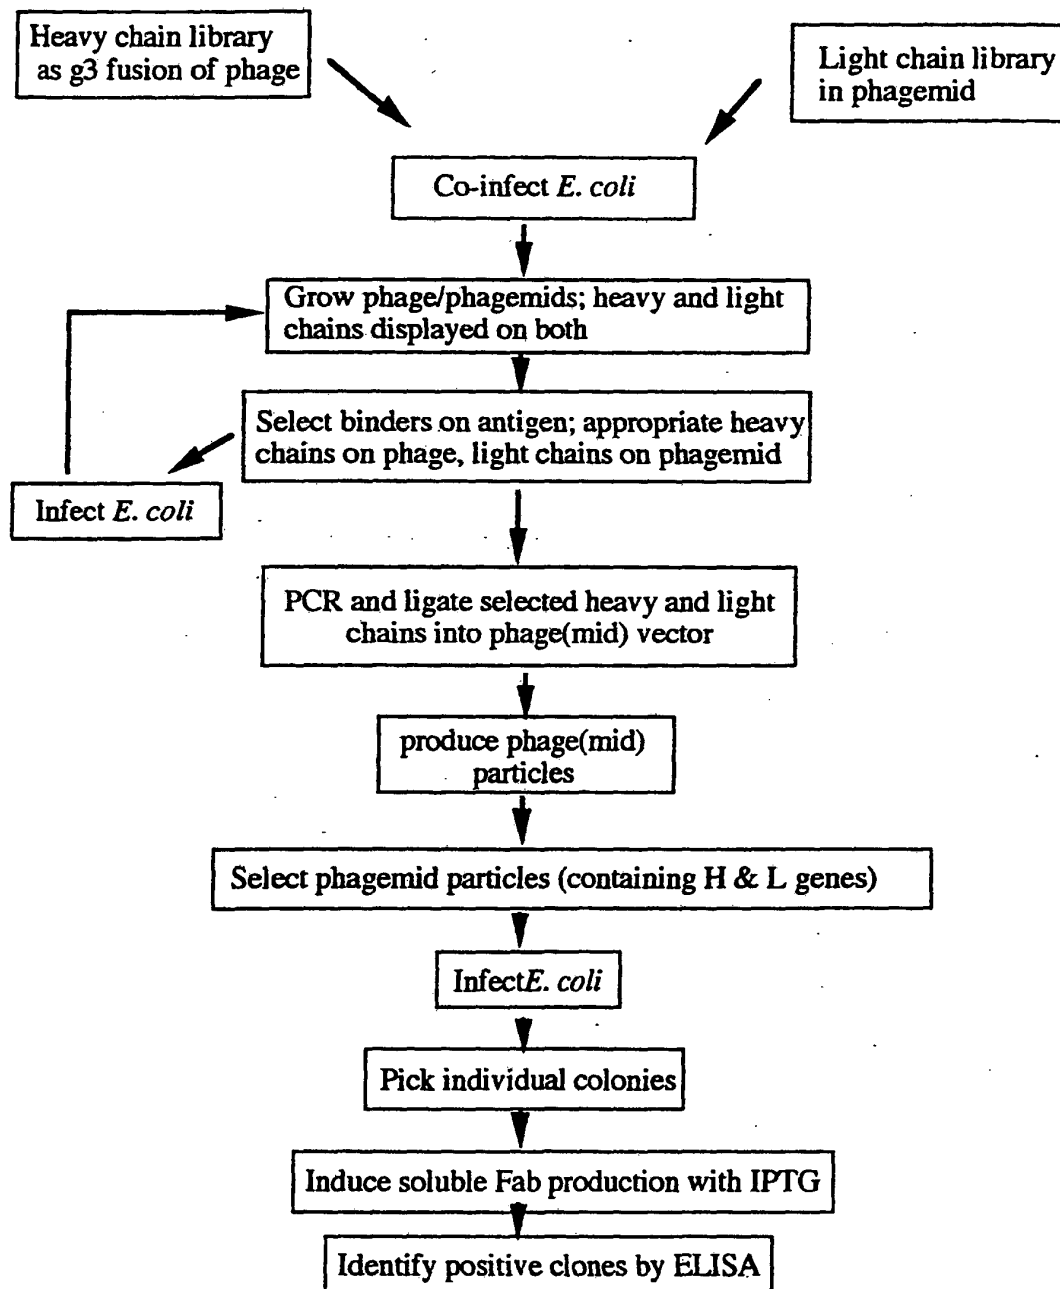 Heavy chain library
as g3 fusion of phage
Light chain library
in phagemid
Co-infect E. coli
Grow phage/phagemids; heavy and light
chains displayed on both
Select binders on antigen; appropriate heavy
chains on phage, light chains on phagemid
Infect E. coli
PCR and ligate selected heavy and light
chains into phage(mid) vector
produce phage(mid)
particles
Select phagemid particles (containing H & L genes)
InfectE. coli
Pick individual colonies
Induce soluble Fab production with IPTG
Identify positive clones by ELISA